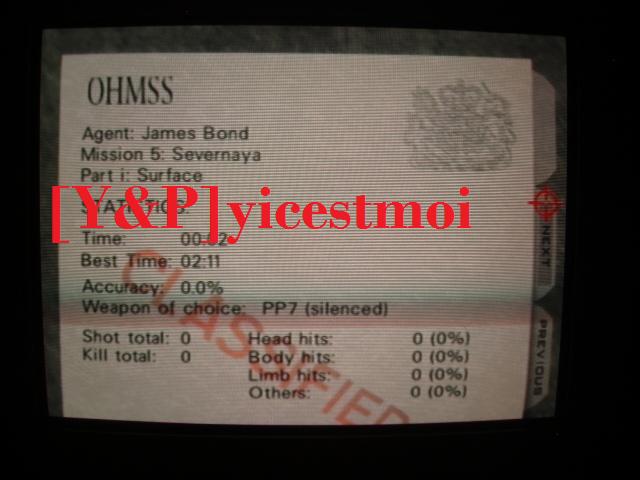 OHMSS
Agent: James Bond
Mission 5: Severnaya
Part i: Surface
[Y&P]yicestmoi
STATISTICS:
Time: 00:02
Best Time: 02:11
Accuracy: 0.0%
Weapon of choice: PP7 (silenced)
Shot total: 0 Head hits: 0 (0%)
Kill total: 0 Body hits: 0 (0%)
Limb hits: 0 (0%)
Others: 0 (0%)
CLASSIFIED
NEXT
PREVIOUS